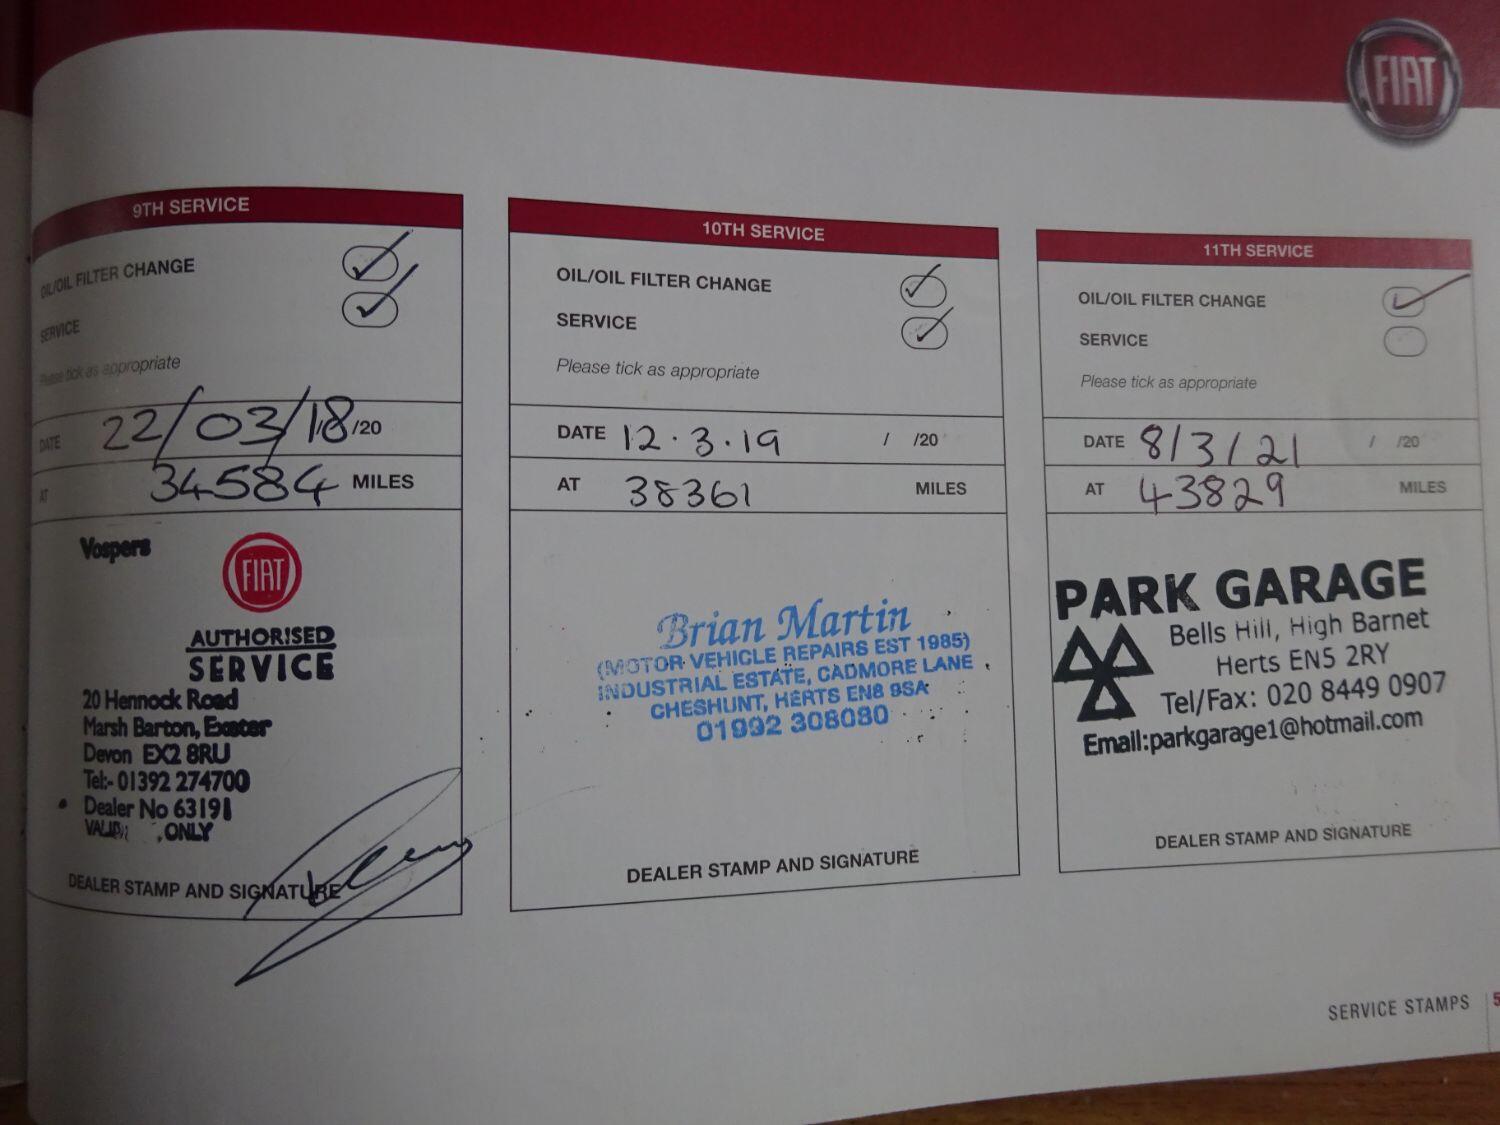 FIAT
9TH SERVICE
OIL/OIL FILTER CHANGE
SERVICE
Please tick as appropriate
DATE 22/03/18 /20
AT 34584 MILES
Vospers
FIAT
AUTHORISED
SERVICE
20 Hennock Road
Marsh Barton, Exeter
Devon EX2 8RU
Tel:- 01392 274700
Dealer No 63191
VALID ONLY
DEALER STAMP AND SIGNATURE
10TH SERVICE
OIL/OIL FILTER CHANGE
SERVICE
Please tick as appropriate
DATE 12.3.19 / /20
AT 38361 MILES
Brian Martin
(MOTOR VEHICLE REPAIRS EST 1985)
INDUSTRIAL ESTATE, CADMORE LANE
CHESHUNT, HERTS EN8 9SA
01992 308080
DEALER STAMP AND SIGNATURE
11TH SERVICE
OIL/OIL FILTER CHANGE
SERVICE
Please tick as appropriate
DATE 8/3/21 / /20
AT 43829 MILES
PARK GARAGE
Bells Hill, High Barnet
Herts EN5 2RY
Tel/Fax: 020 8449 0907
Email:parkgarage1@hotmail.com
DEALER STAMP AND SIGNATURE
SERVICE STAMPS 5